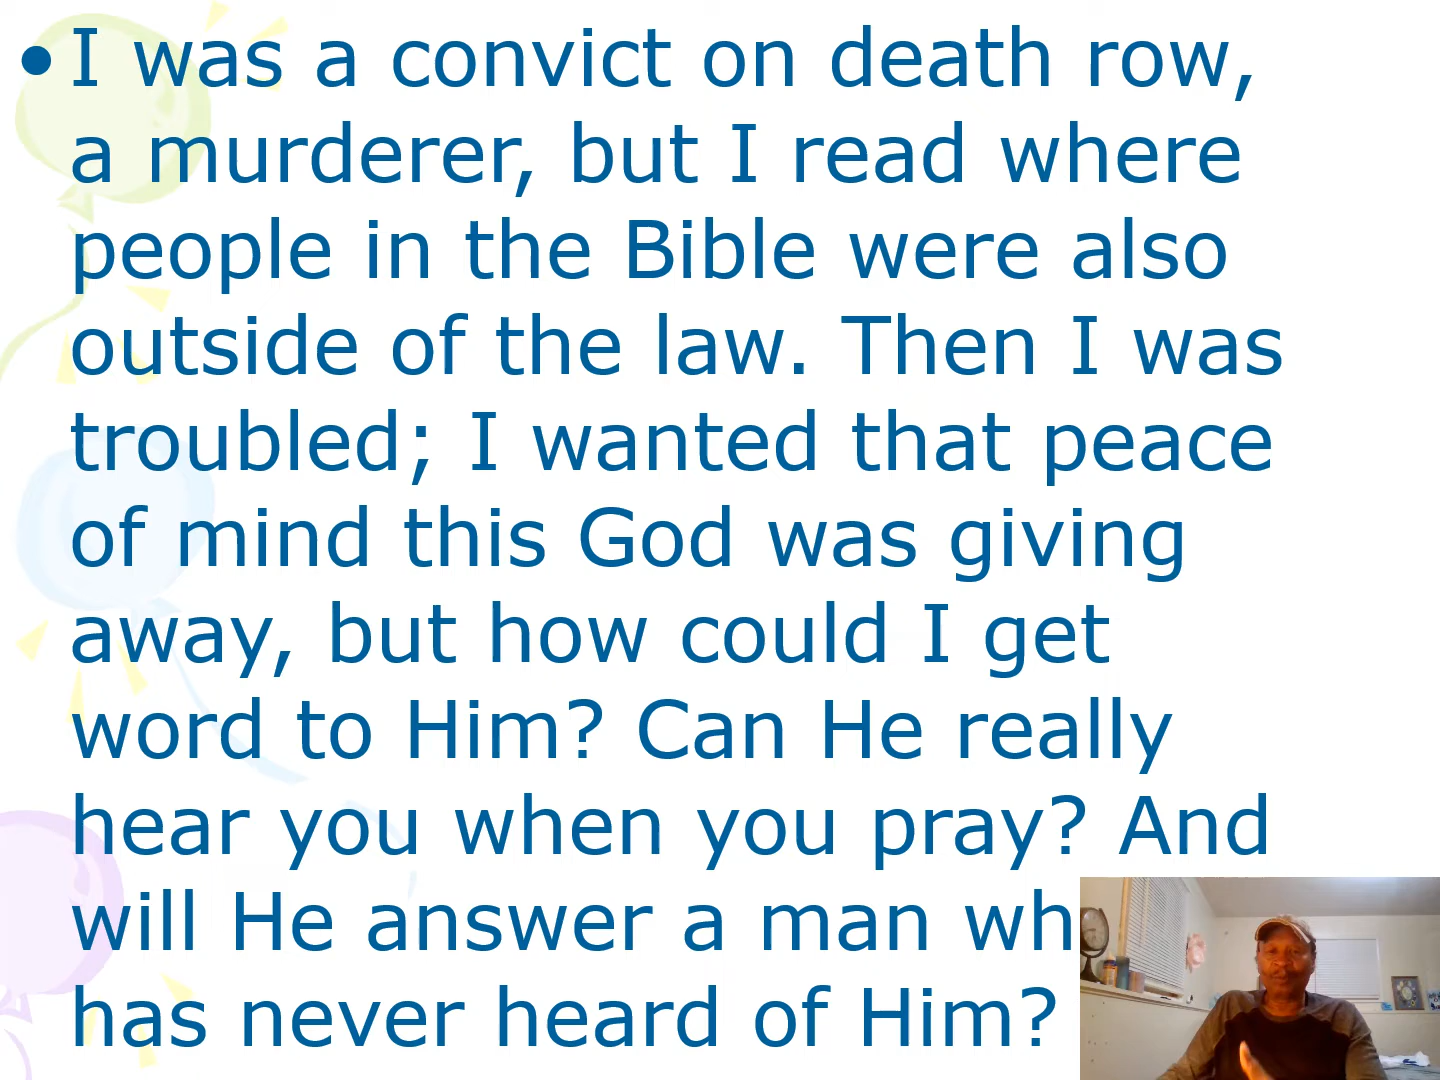 •I was a convict on death row,
a murderer, but I read where
people in the Bible were also
outside of the law. Then I was
troubled; I wanted that peace
of mind this God was giving
away, but how could I get
word to Him? Can He really
hear you when you pray? And
will He answer a man wh
has never heard of Him?